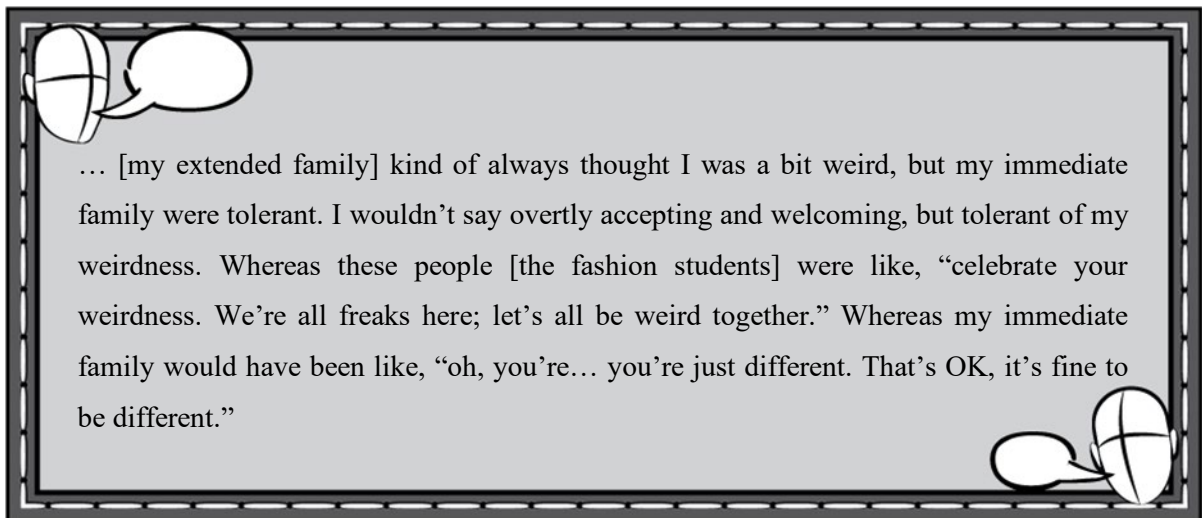 … [my extended family] kind of always thought I was a bit weird, but my immediate
family were tolerant. I wouldn’t say overtly accepting and welcoming, but tolerant of my
weirdness. Whereas these people [the fashion students] were like, “celebrate your
weirdness. We’re all freaks here; let’s all be weird together.” Whereas my immediate
family would have been like, “oh, you’re… you’re just different. That’s OK, it’s fine to
be different.”